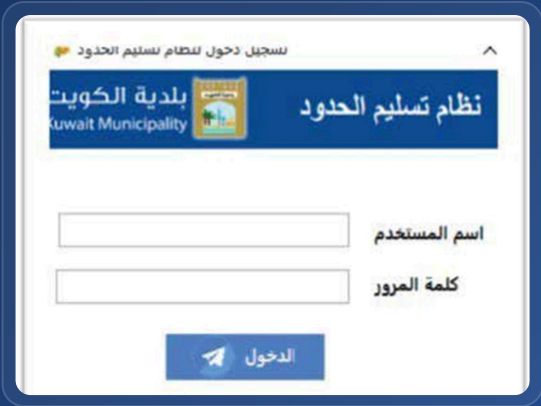 تسجيل دخول لنظام تسليم الحدود
نظام تسليم الحدود
بلدية الكويت
Kuwait Municipality
اسم المستخدم
كلمة المرور
الدخول